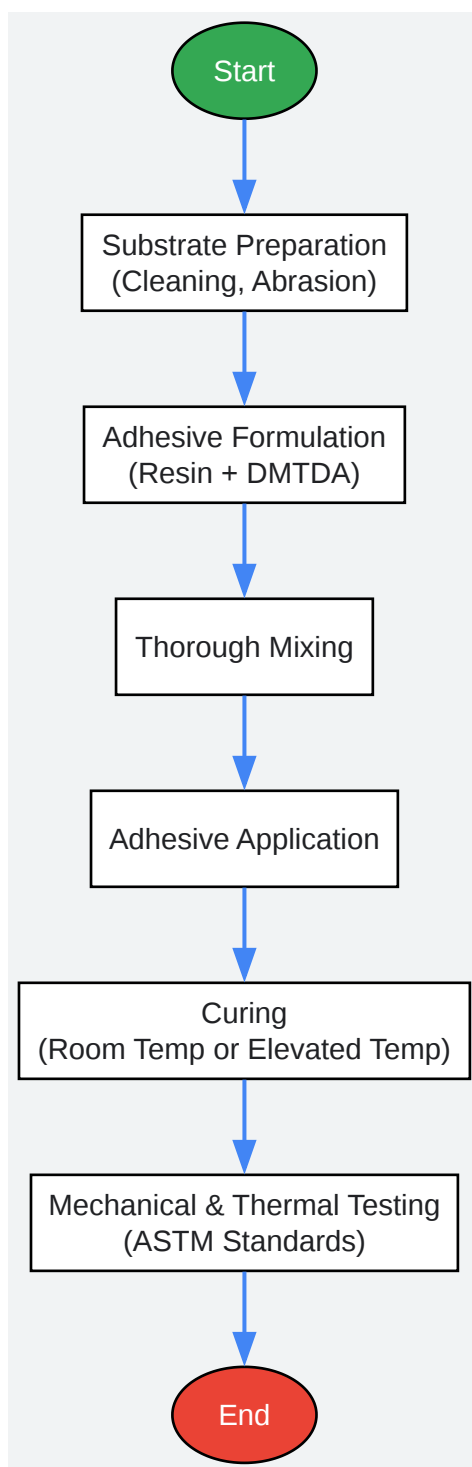 Start
Substrate Preparation
(Cleaning, Abrasion)
Adhesive Formulation
(Resin + DMTDA)
Thorough Mixing
Adhesive Application
Curing
(Room Temp or Elevated Temp)
Mechanical & Thermal Testing
(ASTM Standards)
End